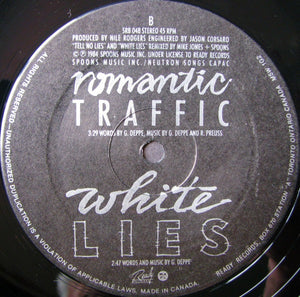 B
SRB 048 STEREO 45 RPM
PRODUCED BY NILE RODGERS ENGINEERED BY JASON CORSARO
"TELL NO LIES" AND "WHITE LIES" REMIXED BY MIKE JONES + SPOONS
℗ © 1984 SPOONS MUSIC INC. UNDER LICENSE TO READY RECORDS
SPOONS MUSIC INC./NEUTRON SONGS CAPAC
romantic
TRAFFIC
3:29 WORDS BY G. DEPPE, MUSIC BY G. DEPPE AND R. PREUSS
white
LIES
2:47 WORDS AND MUSIC BY G. DEPPE
Ready
ALL RIGHTS RESERVED-UNAUTHORIZED DUPLICATION IS A VIOLATION OF APPLICABLE LAWS. MADE IN CANADA.
READY RECORDS, BOX 670 STATION "A" TORONTO ONTARIO CANADA M5W 1G2